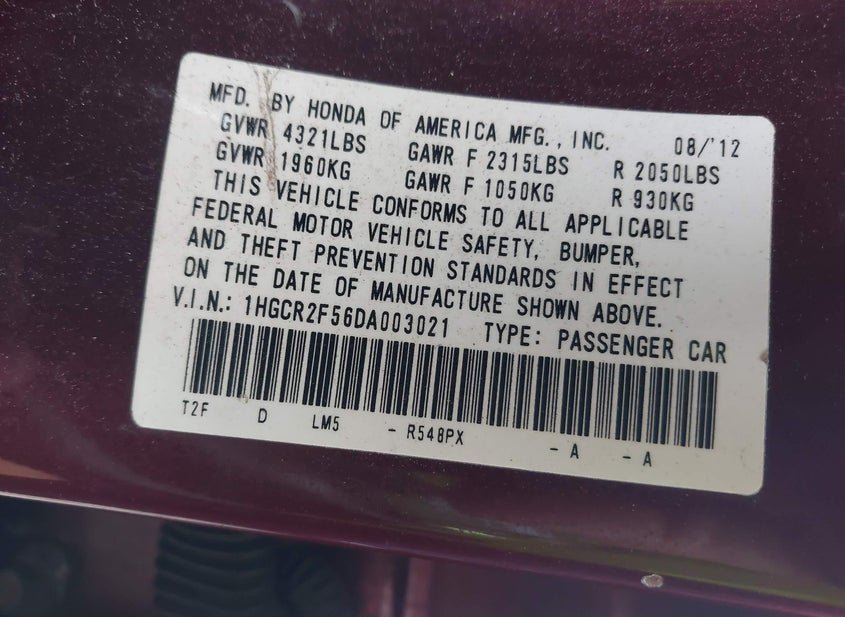 MFD. BY HONDA OF AMERICA MFG., INC. 08/'12
GVWR 4321LBS GAWR F 2315LBS R 2050LBS
GVWR 1960KG GAWR F 1050KG R 930KG
THIS VEHICLE CONFORMS TO ALL APPLICABLE
FEDERAL MOTOR VEHICLE SAFETY, BUMPER,
AND THEFT PREVENTION STANDARDS IN EFFECT
ON THE DATE OF MANUFACTURE SHOWN ABOVE.
V.I.N.: 1HGCR2F56DA003021 TYPE: PASSENGER CAR
T2F D LM5 - R548PX - A - A